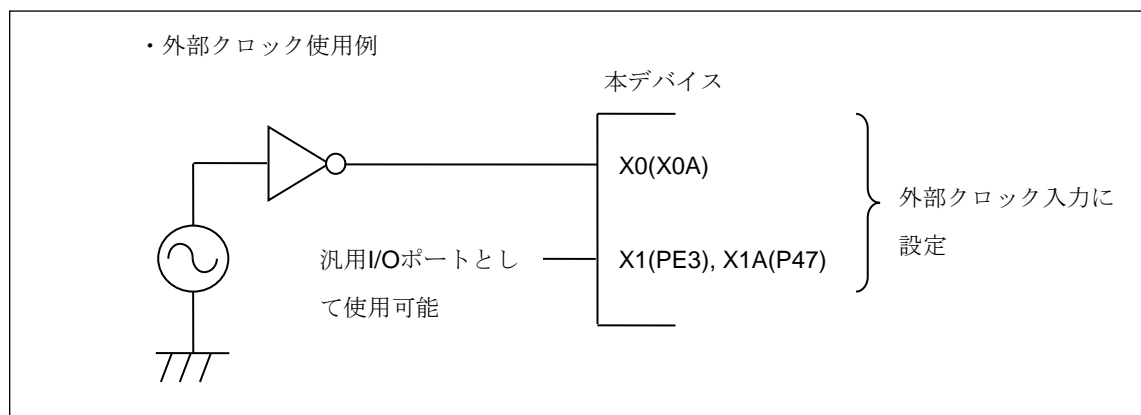 ・外部クロック使用例
本デバイス
X0(X0A)
外部クロック入力に
設定
汎用I/Oポートとし
て使用可能
X1(PE3), X1A(P47)